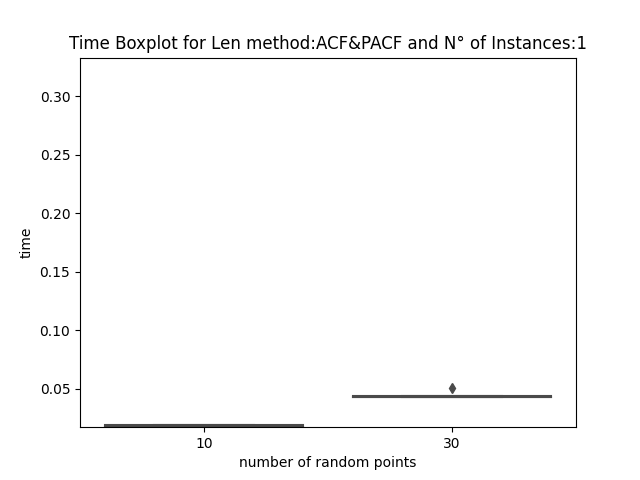 Time Boxplot for Len method:ACF&PACF and N° of Instances:1
0.30
0.25
0.20
0.15
0.10
0.05
time
10 30
number of random points